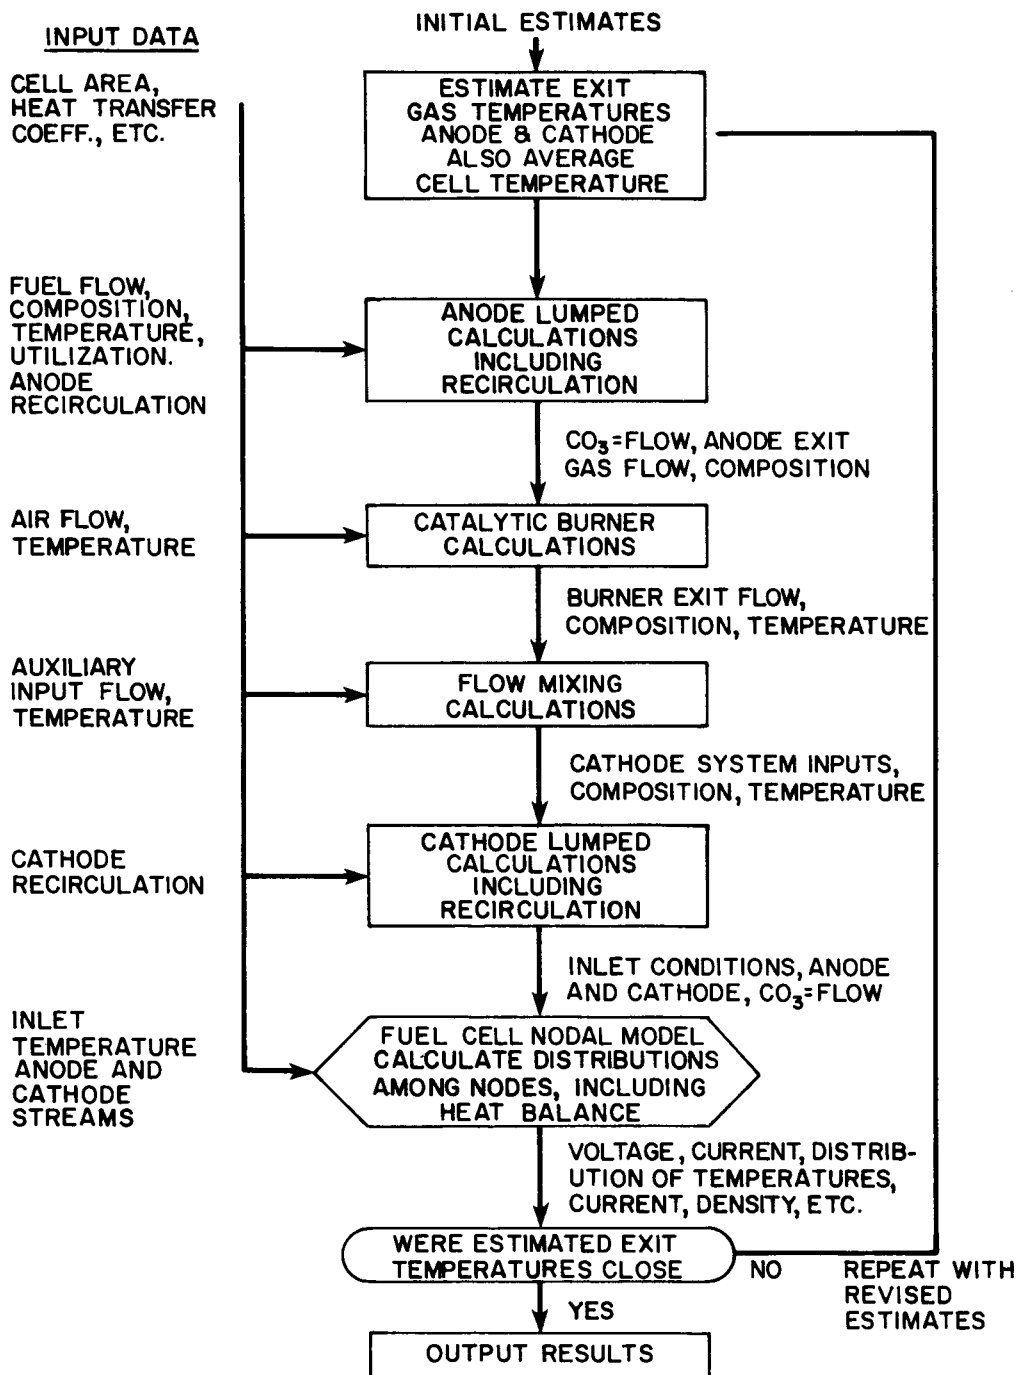 INITIAL ESTIMATES
INPUT DATA
CELL AREA,
HEAT TRANSFER
COEFF., ETC.
ESTIMATE EXIT
GAS TEMPERATURES
ANODE & CATHODE
ALSO AVERAGE
CELL TEMPERATURE
FUEL FLOW,
COMPOSITION,
TEMPERATURE,
UTILIZATION.
ANODE
RECIRCULATION
ANODE LUMPED
CALCULATIONS
INCLUDING
RECIRCULATION
CO₃=FLOW, ANODE EXIT
GAS FLOW, COMPOSITION
AIR FLOW,
TEMPERATURE
CATALYTIC BURNER
CALCULATIONS
BURNER EXIT FLOW,
COMPOSITION, TEMPERATURE
AUXILIARY
INPUT FLOW,
TEMPERATURE
FLOW MIXING
CALCULATIONS
CATHODE SYSTEM INPUTS,
COMPOSITION, TEMPERATURE
CATHODE
RECIRCULATION
CATHODE LUMPED
CALCULATIONS
INCLUDING
RECIRCULATION
INLET CONDITIONS, ANODE
AND CATHODE, CO₃=FLOW
INLET
TEMPERATURE
ANODE AND
CATHODE
STREAMS
FUEL CELL NODAL MODEL
CALCULATE DISTRIBUTIONS
AMONG NODES, INCLUDING
HEAT BALANCE
VOLTAGE, CURRENT, DISTRIB-
UTION OF TEMPERATURES,
CURRENT, DENSITY, ETC.
WERE ESTIMATED EXIT
TEMPERATURES CLOSE
NO
REPEAT WITH
REVISED
ESTIMATES
YES
OUTPUT RESULTS